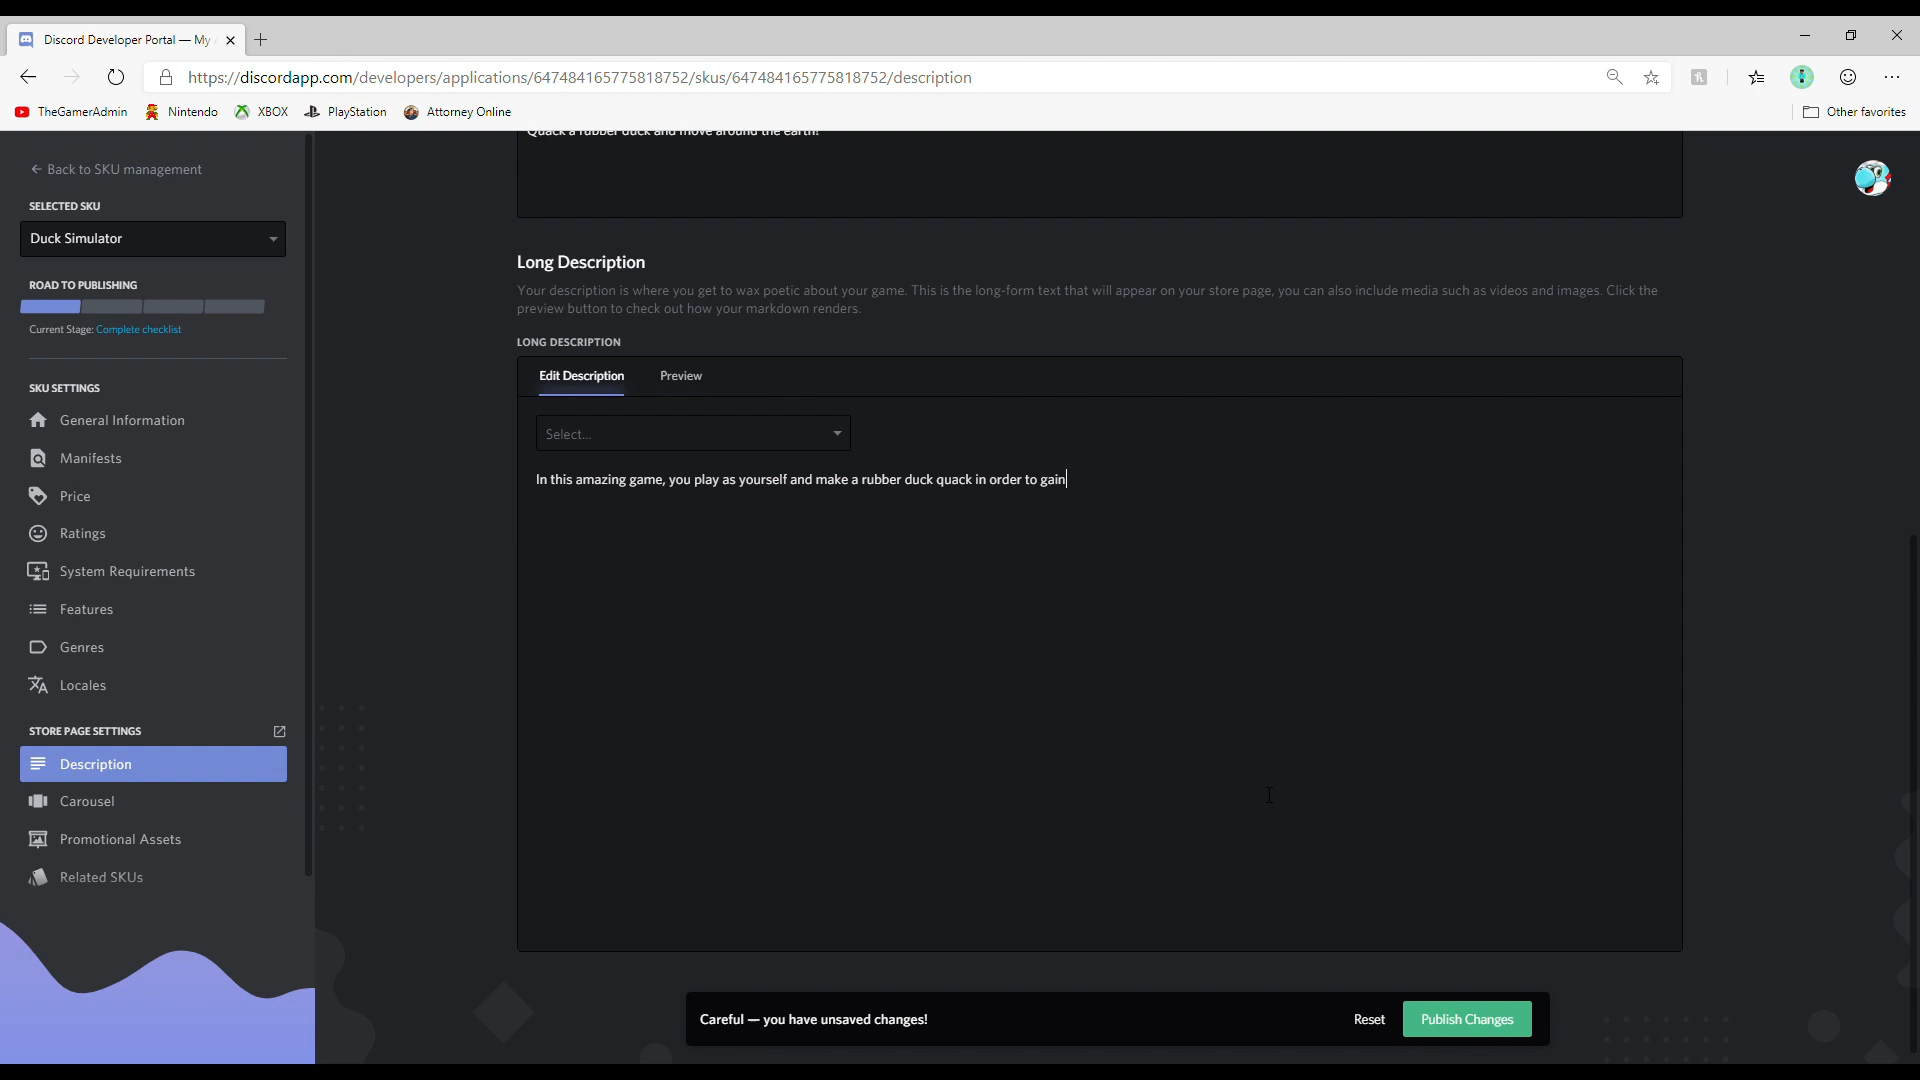 Discord Developer Portal — My
https://discordapp.com/developers/applications/647484165775818752/skus/647484165775818752/description
TheGamerAdmin
Nintendo
XBOX
PlayStation
Attorney Online
Other favorites
Back to SKU management
SELECTED SKU
Duck Simulator
ROAD TO PUBLISHING
Current Stage: Complete checklist
SKU SETTINGS
General Information
Manifests
Price
Ratings
System Requirements
Features
Genres
Locales
STORE PAGE SETTINGS
Description
Carousel
Promotional Assets
Related SKUs
Quack a rubber duck and move around the earth!
Long Description
Your description is where you get to wax poetic about your game. This is the long-form text that will appear on your store page, you can also include media such as videos and images. Click the
preview button to check out how your markdown renders.
LONG DESCRIPTION
Edit Description
Preview
Select...
In this amazing game, you play as yourself and make a rubber duck quack in order to gain
Careful — you have unsaved changes!
Reset
Publish Changes